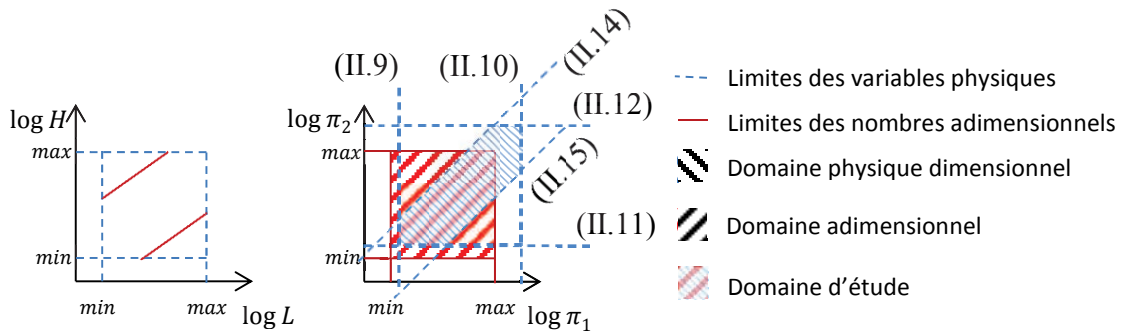 log H
max
min
min
max
log L
(II.9)
(II.10)
(II.14)
(II.12)
(II.15)
(II.11)
log π2
max
min
min
max
log π1
Limites des variables physiques
Limites des nombres adimensionnels
Domaine physique dimensionnel
Domaine adimensionnel
Domaine d’étude